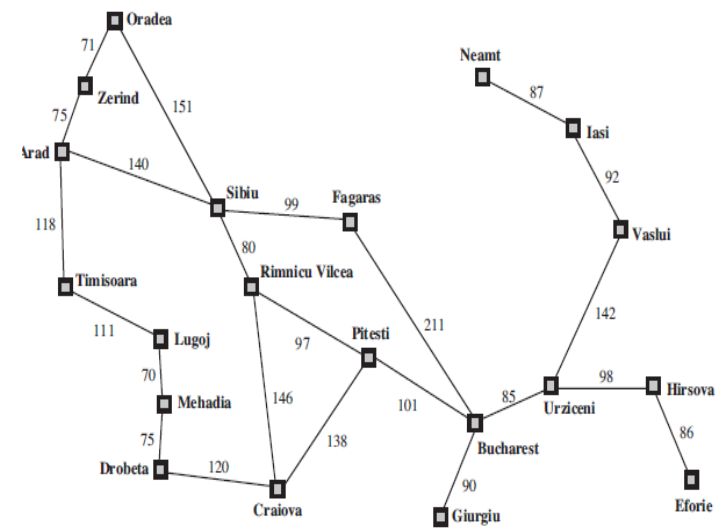 Oradea
71
Neamt
87
Zerind
151
75
Iasi
Arad
140
92
Sibiu
99
Fagaras
118
Vaslui
80
Timisoara
Rimnicu Vilcea
142
111
211
Lugoj
97
Pitesti
70
98
Hirsova
146
101
85
Urziceni
Mehadia
138
86
75
Bucharest
Drobeta
120
90
Craiova
Eforie
Giurgiu